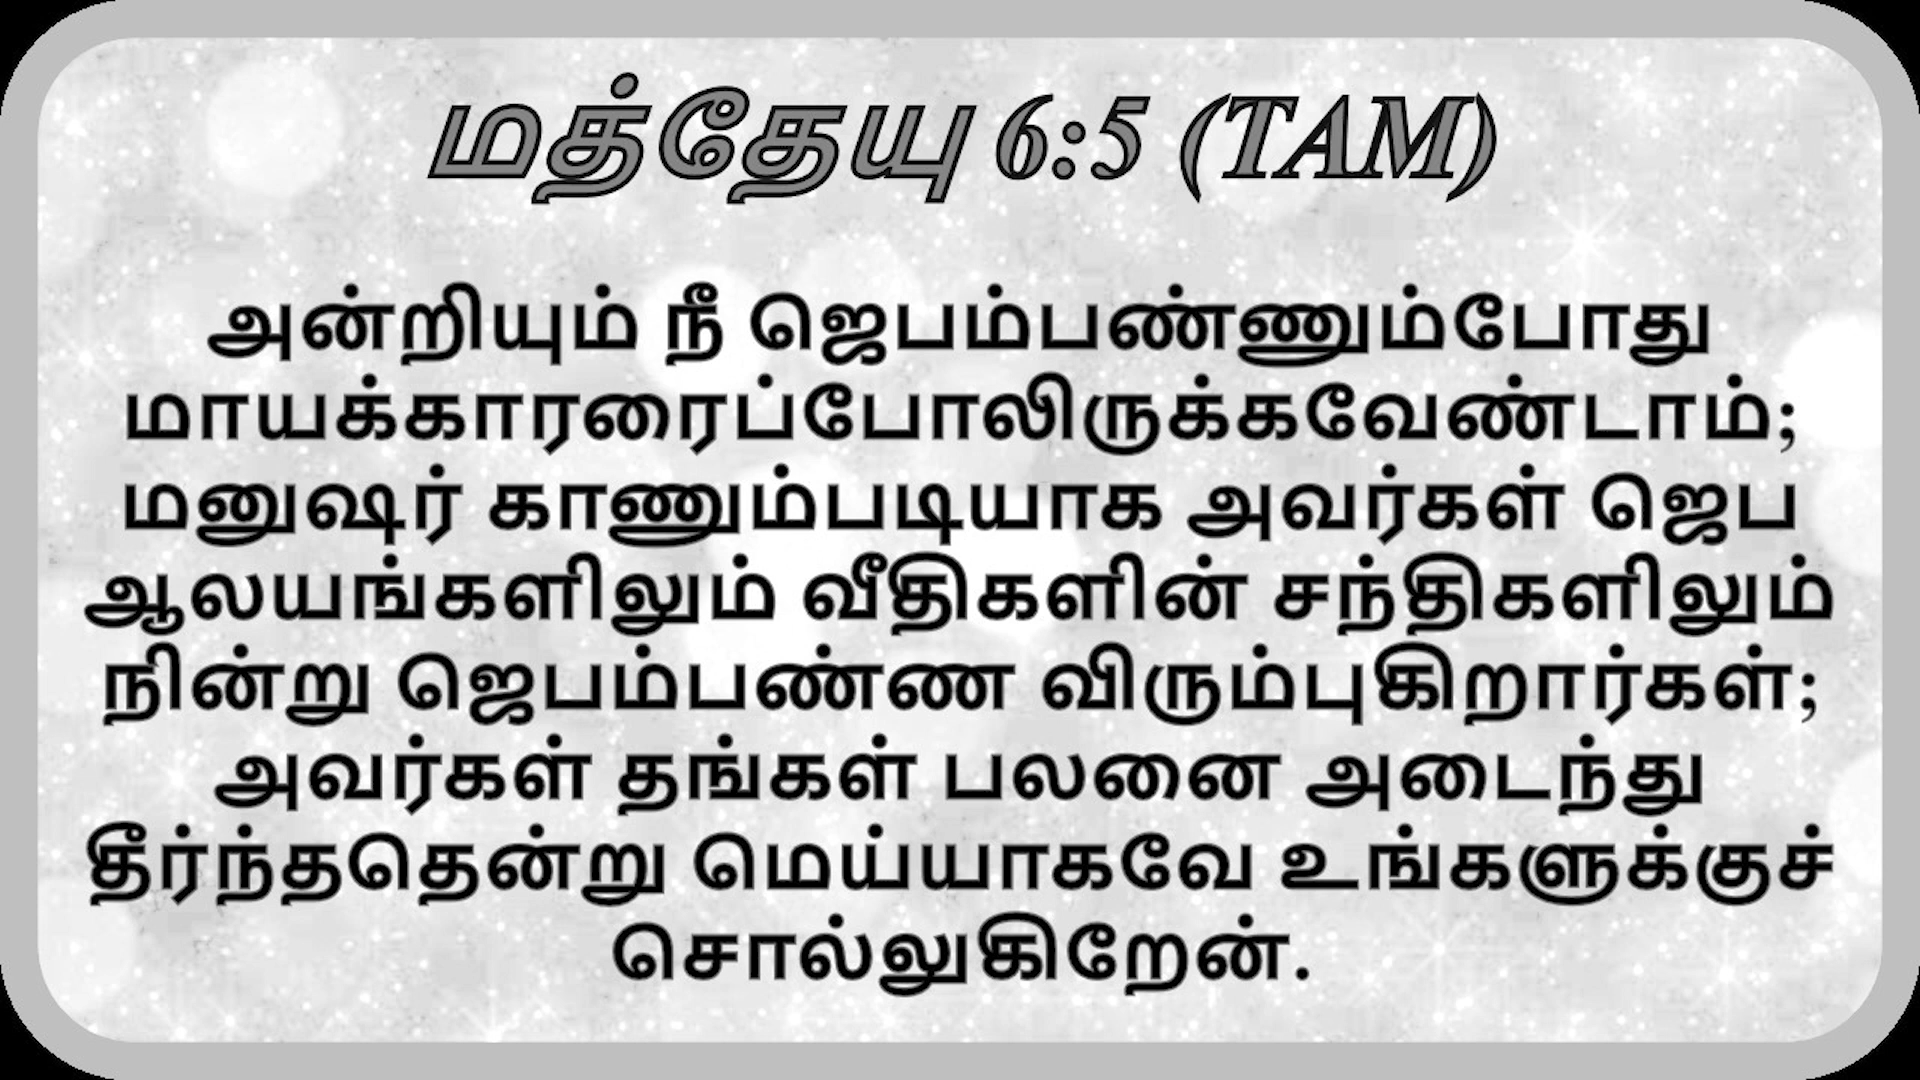 மத்தேயு 6:5 (TAM)
அன்றியும் நீ ஜெபம்பண்ணும்போது
மாயக்காரரைப்போலிருக்கவேண்டாம்;
மனுஷர் காணும்படியாக அவர்கள் ஜெப
ஆலயங்களிலும் வீதிகளின் சந்திகளிலும்
நின்று ஜெபம்பண்ண விரும்புகிறார்கள்;
அவர்கள் தங்கள் பலனை அடைந்து
தீர்ந்ததென்று மெய்யாகவே உங்களுக்குச்
சொல்லுகிறேன்.